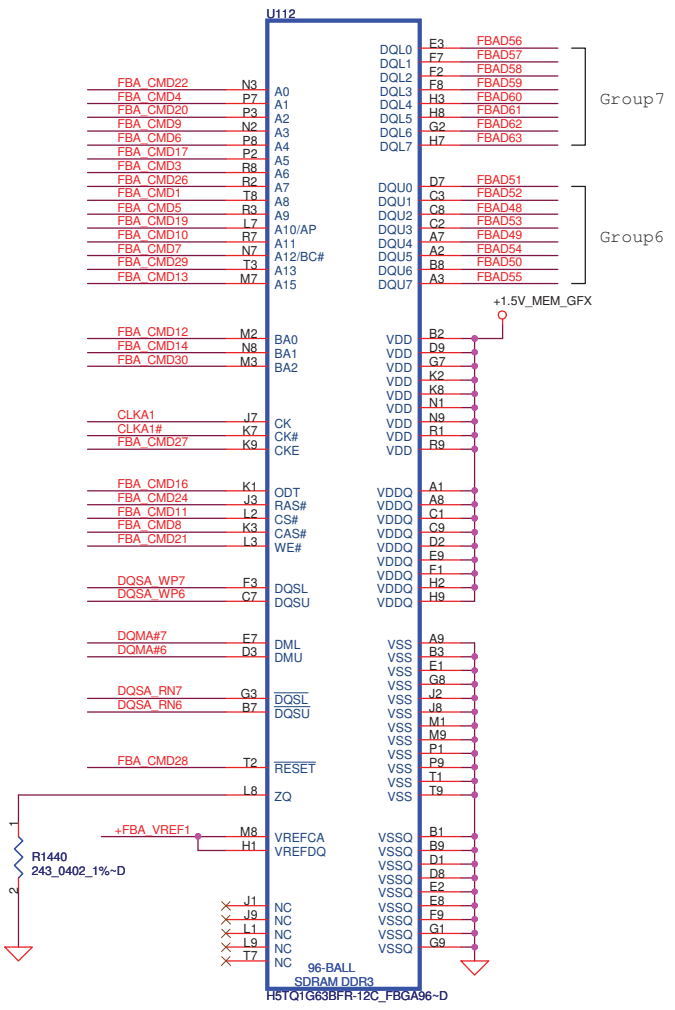 U112
FBA_CMD22 N3 A0
FBA_CMD4 P7 A1
FBA_CMD20 P3 A2
FBA_CMD9 N2 A3
FBA_CMD6 P8 A4
FBA_CMD17 P2 A5
FBA_CMD3 R8 A6
FBA_CMD26 R2 A7
FBA_CMD1 T8 A8
FBA_CMD5 R3 A9
FBA_CMD19 L7 A10/AP
FBA_CMD10 R7 A11
FBA_CMD7 N7 A12/BC#
FBA_CMD29 T3 A13
FBA_CMD13 M7 A15
FBA_CMD12 M2 BA0
FBA_CMD14 N8 BA1
FBA_CMD30 M3 BA2
CLKA1 J7 CK
CLKA1# K7 CK#
FBA_CMD27 K9 CKE
FBA_CMD16 K1 ODT
FBA_CMD24 J3 RAS#
FBA_CMD11 L2 CS#
FBA_CMD8 K3 CAS#
FBA_CMD21 L3 WE#
DQSA_WP7 F3 DQSL
DQSA_WP6 C7 DQSU
DQMA#7 E7 DML
DQMA#6 D3 DMU
DQSA_RN7 G3 DQSL
DQSA_RN6 B7 DQSU
FBA_CMD28 T2 RESET
L8 ZQ
+FBA_VREF1 M8 VREFCA
H1 VREFDQ
1
R1440
243_0402_1%~D
2
J1 NC
J9 NC
L1 NC
L9 NC
T7 NC
DQL0 E3 FBAD56
DQL1 F7 FBAD57
DQL2 F2 FBAD58
DQL3 F8 FBAD59
DQL4 H3 FBAD60
DQL5 H8 FBAD61
DQL6 G2 FBAD62
DQL7 H7 FBAD63
Group7
DQU0 D7 FBAD51
DQU1 C3 FBAD52
DQU2 C8 FBAD48
DQU3 C2 FBAD53
DQU4 A7 FBAD49
DQU5 A2 FBAD54
DQU6 B8 FBAD50
DQU7 A3 FBAD55
Group6
+1.5V_MEM_GFX
VDD B2
VDD D9
VDD G7
VDD K2
VDD K8
VDD N1
VDD N9
VDD R1
VDD R9
VDDQ A1
VDDQ A8
VDDQ C1
VDDQ C9
VDDQ D2
VDDQ E9
VDDQ F1
VDDQ H2
VDDQ H9
VSS A9
VSS B3
VSS E1
VSS G8
VSS J2
VSS J8
VSS M1
VSS M9
VSS P1
VSS P9
VSS T1
VSS T9
VSSQ B1
VSSQ B9
VSSQ D1
VSSQ D8
VSSQ E2
VSSQ E8
VSSQ F9
VSSQ G1
VSSQ G9
96-BALL
SDRAM DDR3
H5TQ1G63BFR-12C_FBGA96~D